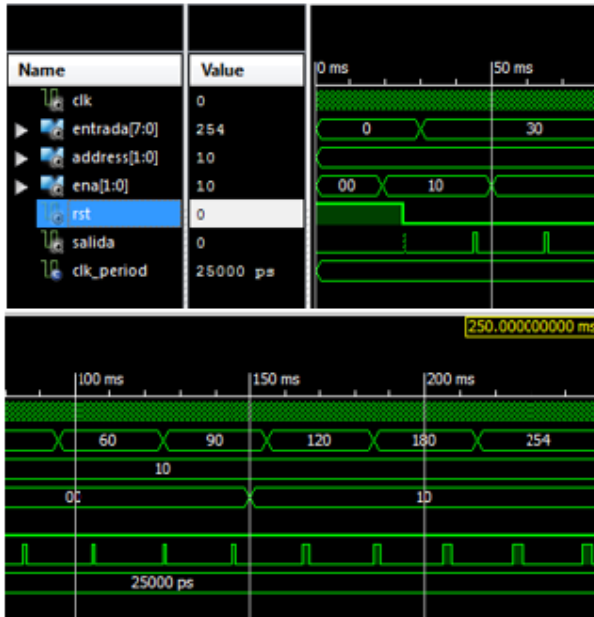 Name Value 0 ms 50 ms
clk 0
entrada[7:0] 254 0 30
address[1:0] 10
ena[1:0] 10 00 10
rst 0
salida 0
clk_period 25000 ps
250.000000000 ms
100 ms 150 ms 200 ms
60 90 120 180 254
10
00 10
25000 ps